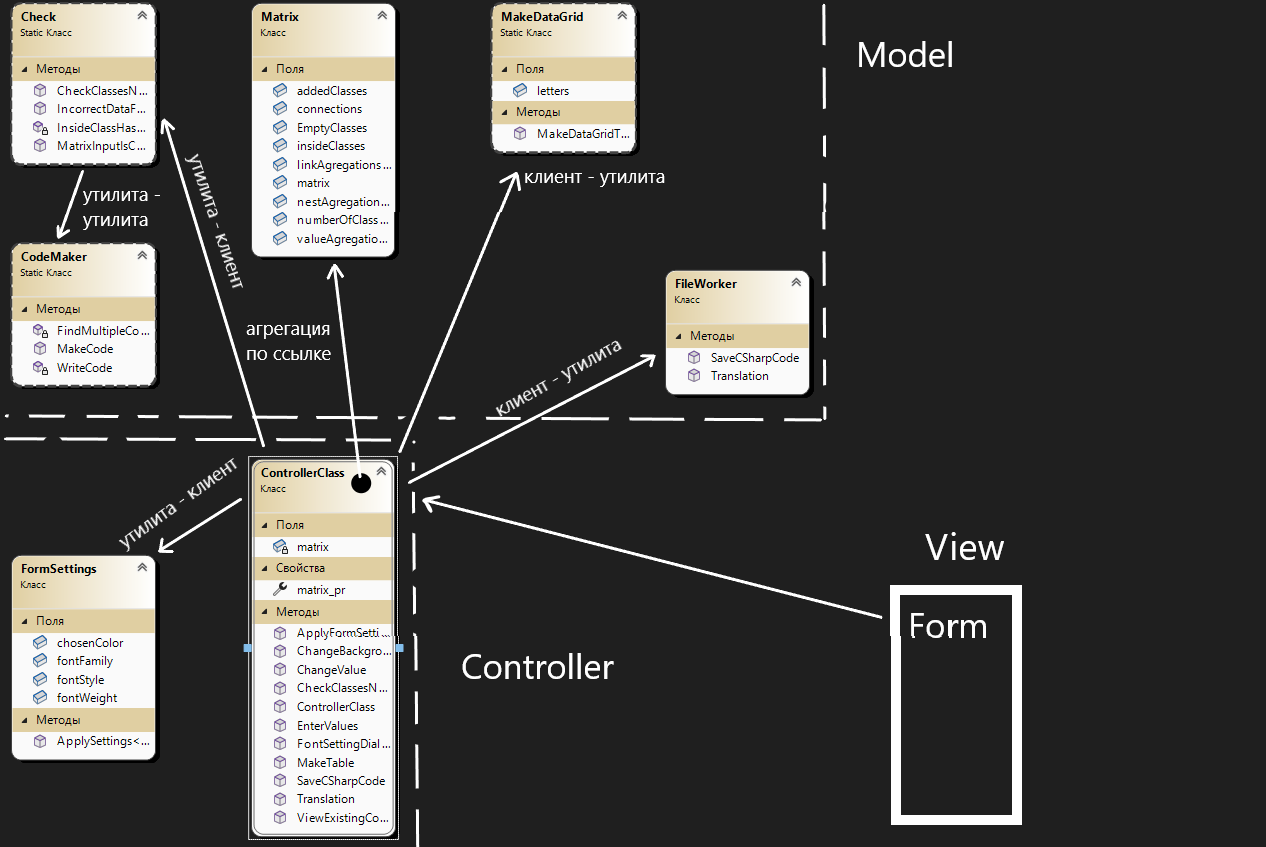 Check
Static Класс
Методы
CheckClassesN...
IncorrectDataF...
InsideClassHas...
MatrixInputIsC...
Matrix
Класс
Поля
addedClasses
connections
EmptyClasses
insideClasses
linkAgregations...
matrix
nestAgregation...
numberOfClass...
valueAgregatio...
MakeDataGrid
Static Класс
Поля
letters
Методы
MakeDataGridT...
Model
утилита -
утилита
утилита - клиент
клиент - утилита
CodeMaker
Static Класс
Методы
FindMultipleCo...
MakeCode
WriteCode
агрегация
по ссылке
клиент - утилита
FileWorker
Класс
Методы
SaveCSharpCode
Translation
утилита - клиент
ControllerClass
Класс
Поля
matrix
Свойства
matrix_pr
Методы
ApplyFormSetti...
ChangeBackgro...
ChangeValue
CheckClassesN...
ControllerClass
EnterValues
FontSettingDial...
MakeTable
SaveCSharpCode
Translation
ViewExistingCo...
FormSettings
Класс
Поля
chosenColor
fontFamily
fontStyle
fontWeight
Методы
ApplySettings<...
Controller
View
Form